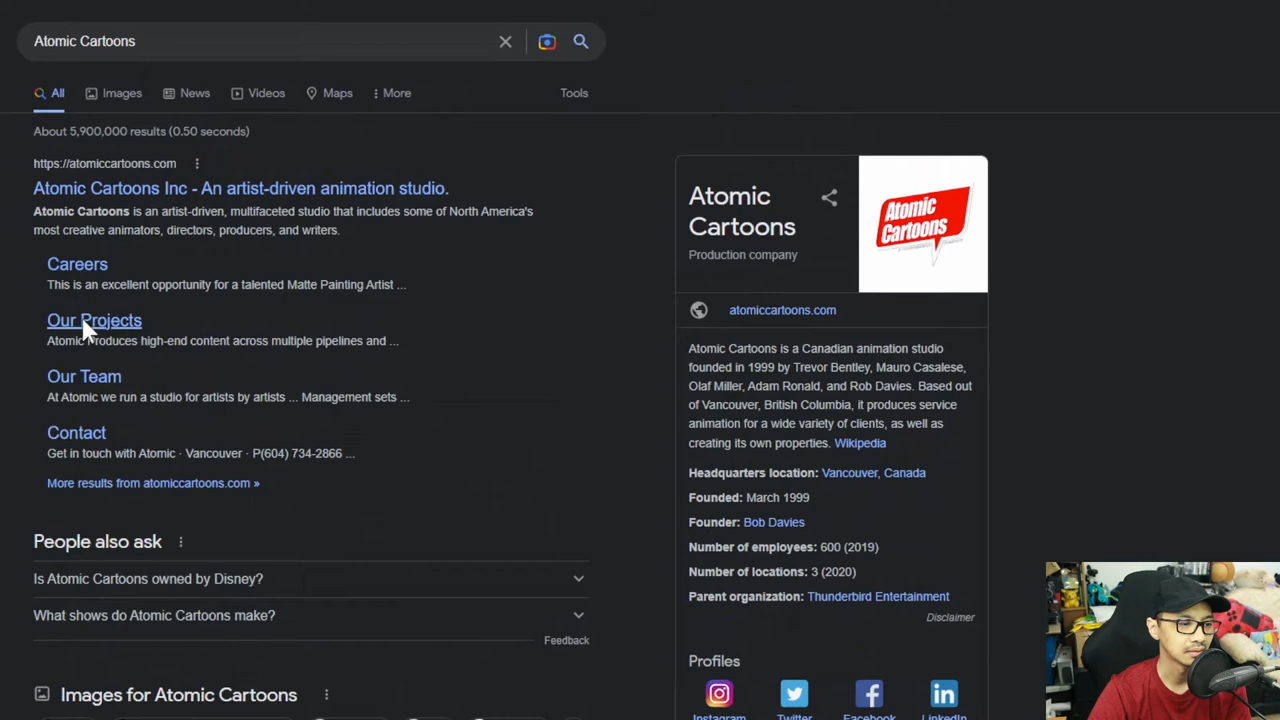 Atomic Cartoons
All Images News Videos Maps More Tools
About 5,900,000 results (0.50 seconds)
https://atomiccartoons.com
Atomic Cartoons Inc - An artist-driven animation studio.
Atomic Cartoons is an artist-driven, multifaceted studio that includes some of North America's
most creative animators, directors, producers, and writers.
Careers
This is an excellent opportunity for a talented Matte Painting Artist ...
Our Projects
Atomic Produces high-end content across multiple pipelines and ...
Our Team
At Atomic we run a studio for artists by artists ... Management sets ...
Contact
Get in touch with Atomic · Vancouver · P(604) 734-2866 ...
More results from atomiccartoons.com »
People also ask
Is Atomic Cartoons owned by Disney?
What shows do Atomic Cartoons make?
Feedback
Images for Atomic Cartoons
Atomic
Cartoons
Production company
Atomic
Cartoons
atomiccartoons.com
Atomic Cartoons is a Canadian animation studio
founded in 1999 by Trevor Bentley, Mauro Casalese,
Olaf Miller, Adam Ronald, and Rob Davies. Based out
of Vancouver, British Columbia, it produces service
animation for a wide variety of clients, as well as
creating its own properties. Wikipedia
Headquarters location: Vancouver, Canada
Founded: March 1999
Founder: Bob Davies
Number of employees: 600 (2019)
Number of locations: 3 (2020)
Parent organization: Thunderbird Entertainment
Disclaimer
Profiles
Instagram Twitter Facebook LinkedIn